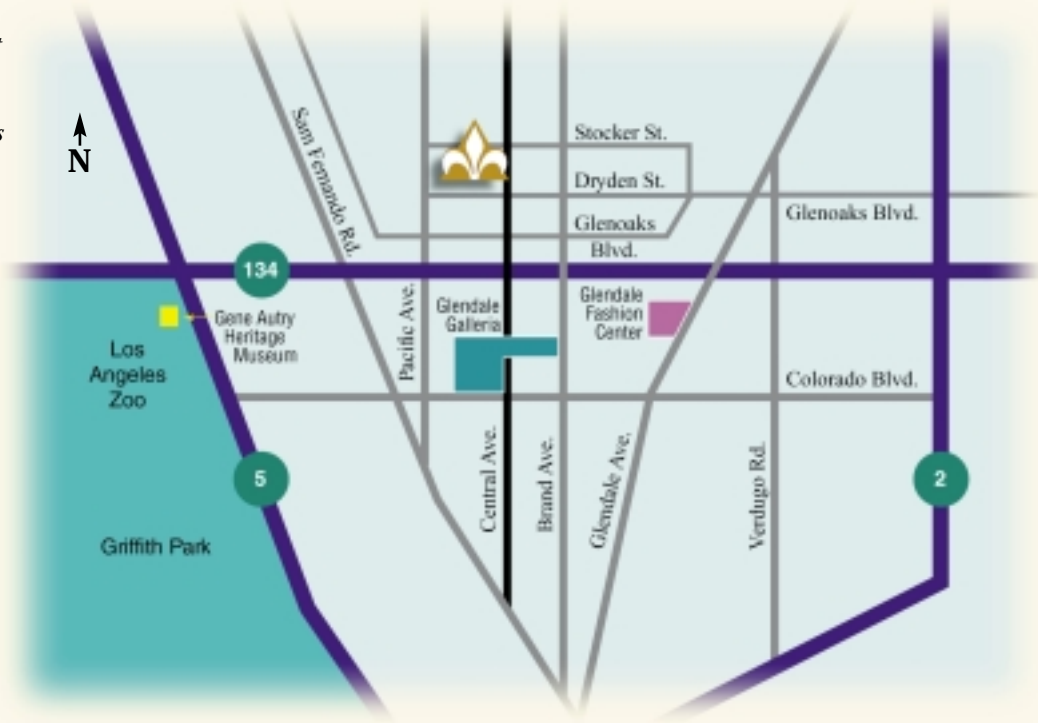 s
N
Sam Fernando Rd.
Stocker St.
Dryden St.
Glenoaks
Blvd.
Glenoaks Blvd.
134
Gene Autry
Heritage
Museum
Los
Angeles
Zoo
Pacific Ave.
Glendale
Galleria
Glendale
Fashion
Center
Colorado Blvd.
5
Central Ave.
Brand Ave.
Glendale Ave.
Verdugo Rd.
2
Griffith Park